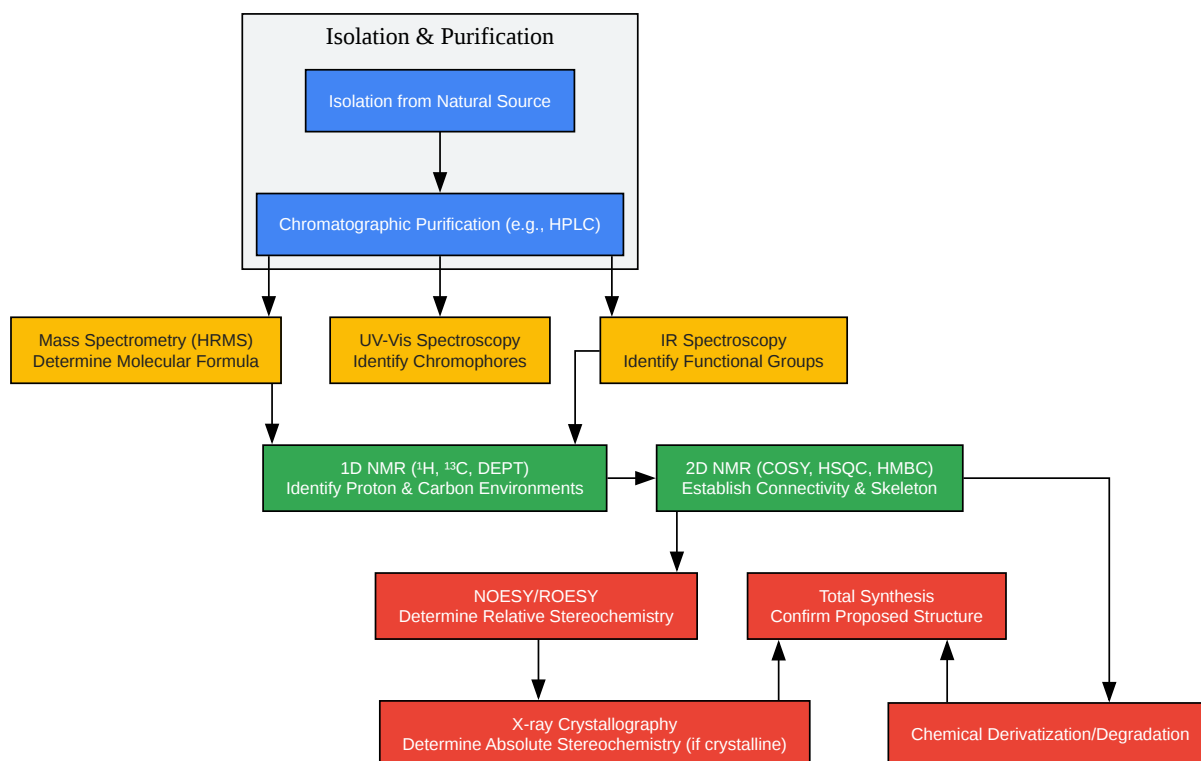 Isolation & Purification
Isolation from Natural Source
Chromatographic Purification (e.g., HPLC)
Mass Spectrometry (HRMS)
Determine Molecular Formula
UV-Vis Spectroscopy
Identify Chromophores
IR Spectroscopy
Identify Functional Groups
1D NMR (¹H, ¹³C, DEPT)
Identify Proton & Carbon Environments
2D NMR (COSY, HSQC, HMBC)
Establish Connectivity & Skeleton
NOESY/ROESY
Determine Relative Stereochemistry
Total Synthesis
Confirm Proposed Structure
X-ray Crystallography
Determine Absolute Stereochemistry (if crystalline)
Chemical Derivatization/Degradation